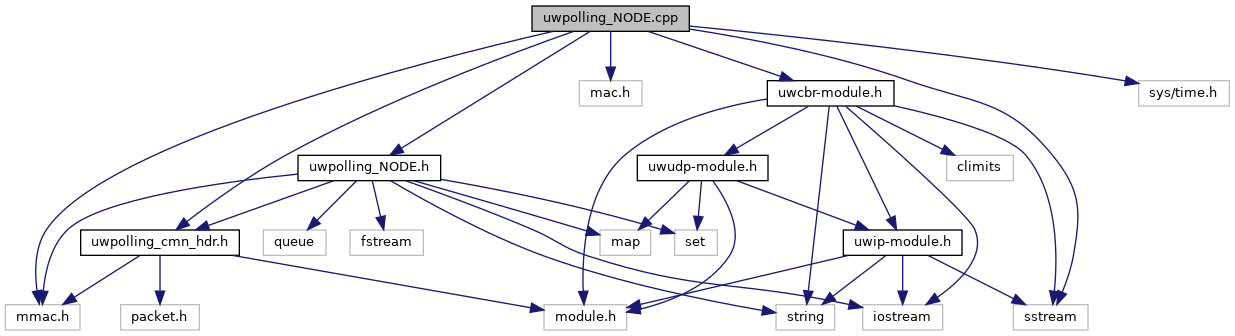 uwpolling_NODE.cpp
mac.h
uwcbr-module.h
sys/time.h
uwpolling_NODE.h
uwudp-module.h
climits
uwpolling_cmn_hdr.h
queue
fstream
map
set
uwip-module.h
mmac.h
packet.h
module.h
string
iostream
sstream